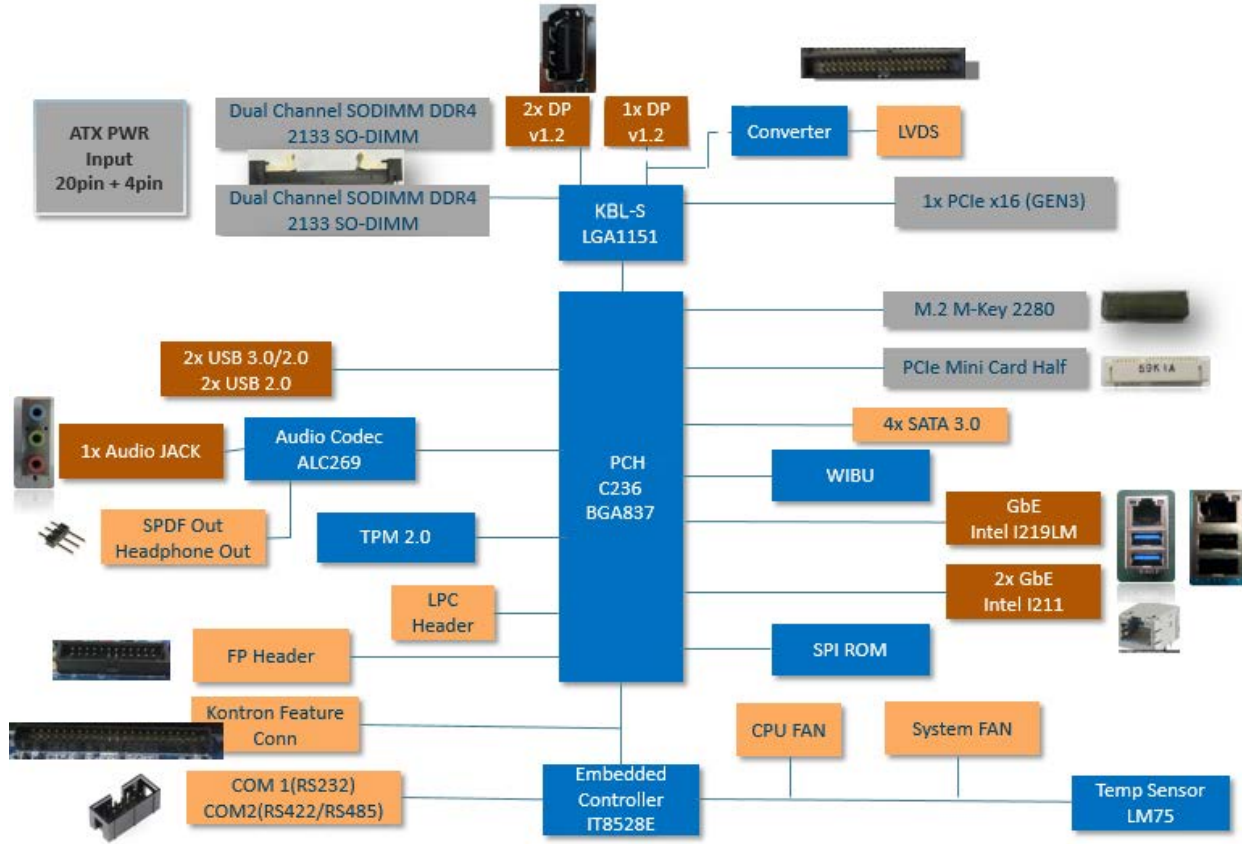 ATX PWR
Input
20pin + 4pin
Dual Channel SODIMM DDR4
2133 SO-DIMM
2x DP
v1.2
1x DP
v1.2
Converter
LVDS
Dual Channel SODIMM DDR4
2133 SO-DIMM
KBL-S
LGA1151
1x PCIe x16 (GEN3)
M.2 M-Key 2280
2x USB 3.0/2.0
2x USB 2.0
PCIe Mini Card Half
69K1A
1x Audio JACK
Audio Codec
ALC269
4x SATA 3.0
PCH
C236
BGA837
WIBU
SPDF Out
Headphone Out
TPM 2.0
GbE
Intel I219LM
LPC
Header
2x GbE
Intel I211
FP Header
SPI ROM
Kontron Feature
Conn
CPU FAN
System FAN
COM 1(RS232)
COM2(RS422/RS485)
Embedded
Controller
IT8528E
Temp Sensor
LM75